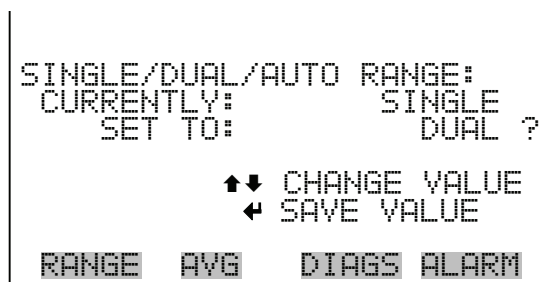 SINGLE/DUAL/AUTO RANGE:
CURRENTLY: SINGLE
SET TO: DUAL ?
CHANGE VALUE
SAVE VALUE
RANGE AVG DIAGS ALARM